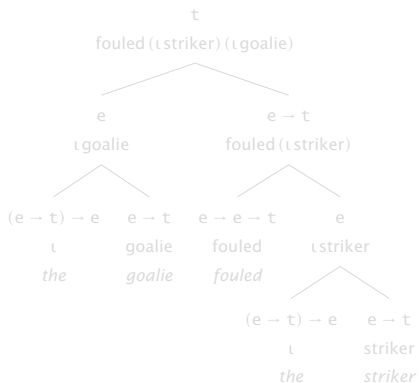 t
fouled (ι striker) (ι goalie)
e e → t
ι goalie fouled (ι striker)
(e → t) → e e → t e → e → t e
ι goalie fouled ι striker
the goalie fouled
(e → t) → e e → t
ι striker
the striker